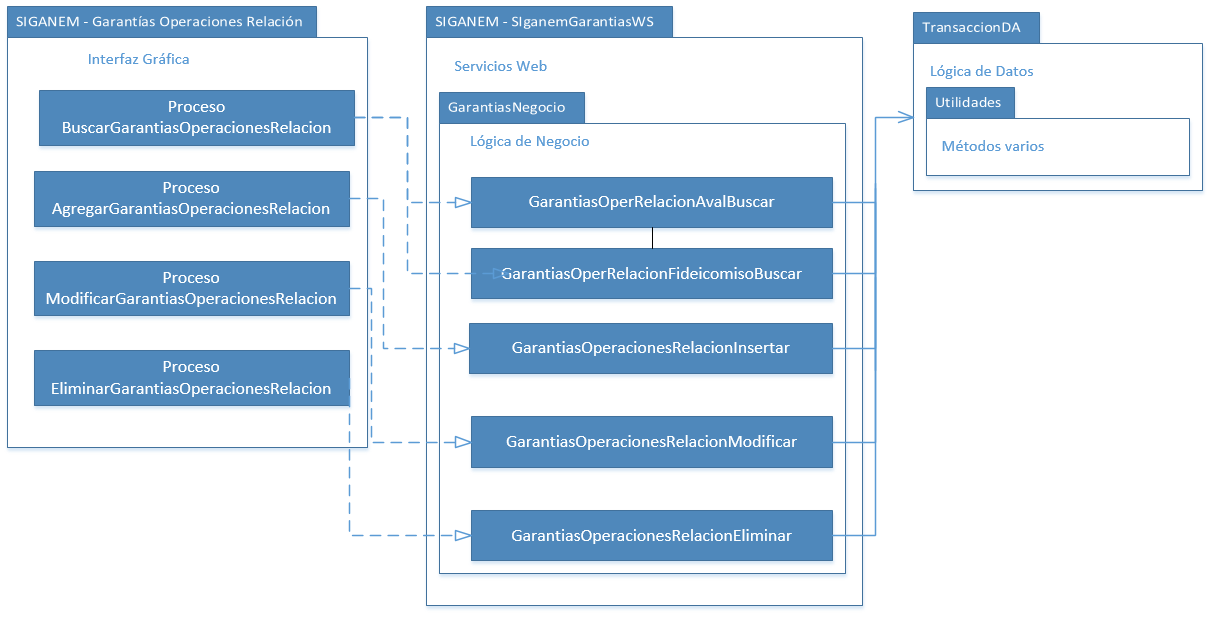 SIGANEM - Garantías Operaciones Relación
Interfaz Gráfica
Proceso
BuscarGarantiasOperacionesRelacion
Proceso
AgregarGarantiasOperacionesRelacion
Proceso
ModificarGarantiasOperacionesRelacion
Proceso
EliminarGarantiasOperacionesRelacion
SIGANEM - SIganemGarantiasWS
Servicios Web
GarantiasNegocio
Lógica de Negocio
GarantiasOperRelacionAvalBuscar
GarantiasOperRelacionFideicomisoBuscar
GarantiasOperacionesRelacionInsertar
GarantiasOperacionesRelacionModificar
GarantiasOperacionesRelacionEliminar
TransaccionDA
Lógica de Datos
Utilidades
Métodos varios